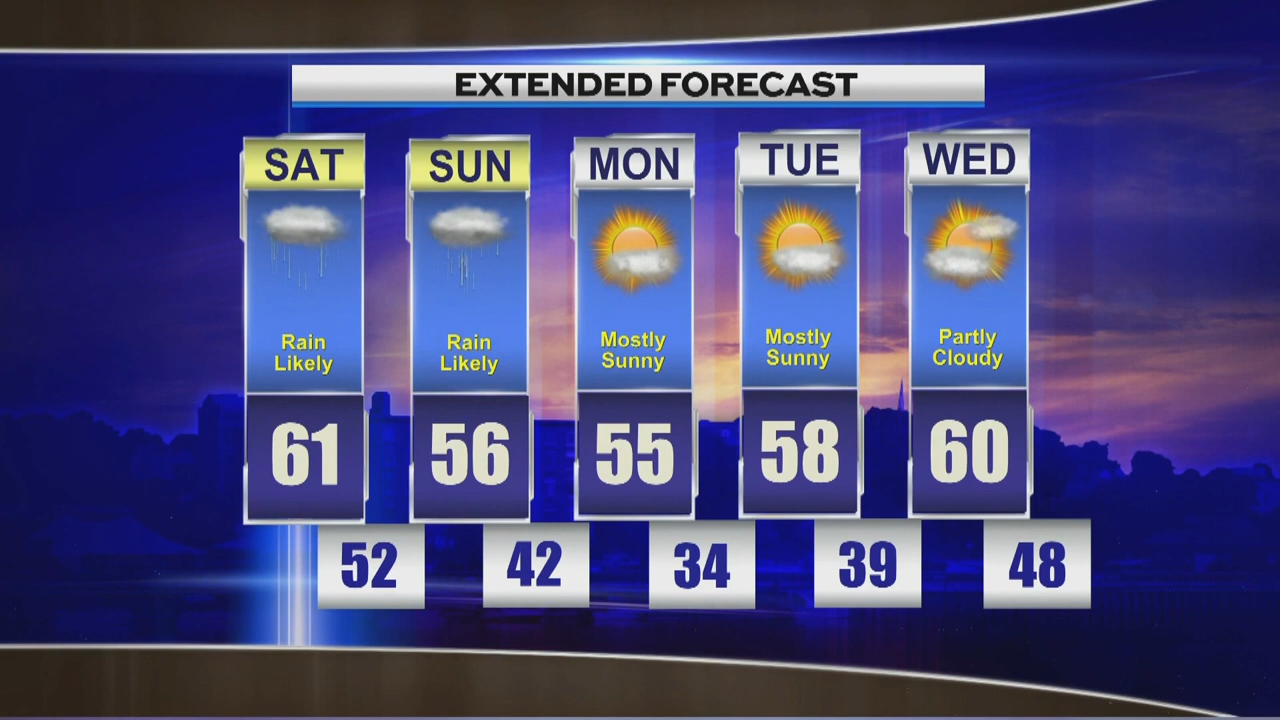 EXTENDED FORECAST
SAT
SUN
MON
TUE
WED
Rain
Likely
Rain
Likely
Mostly
Sunny
Mostly
Sunny
Partly
Cloudy
61
56
55
58
60
52
42
34
39
48